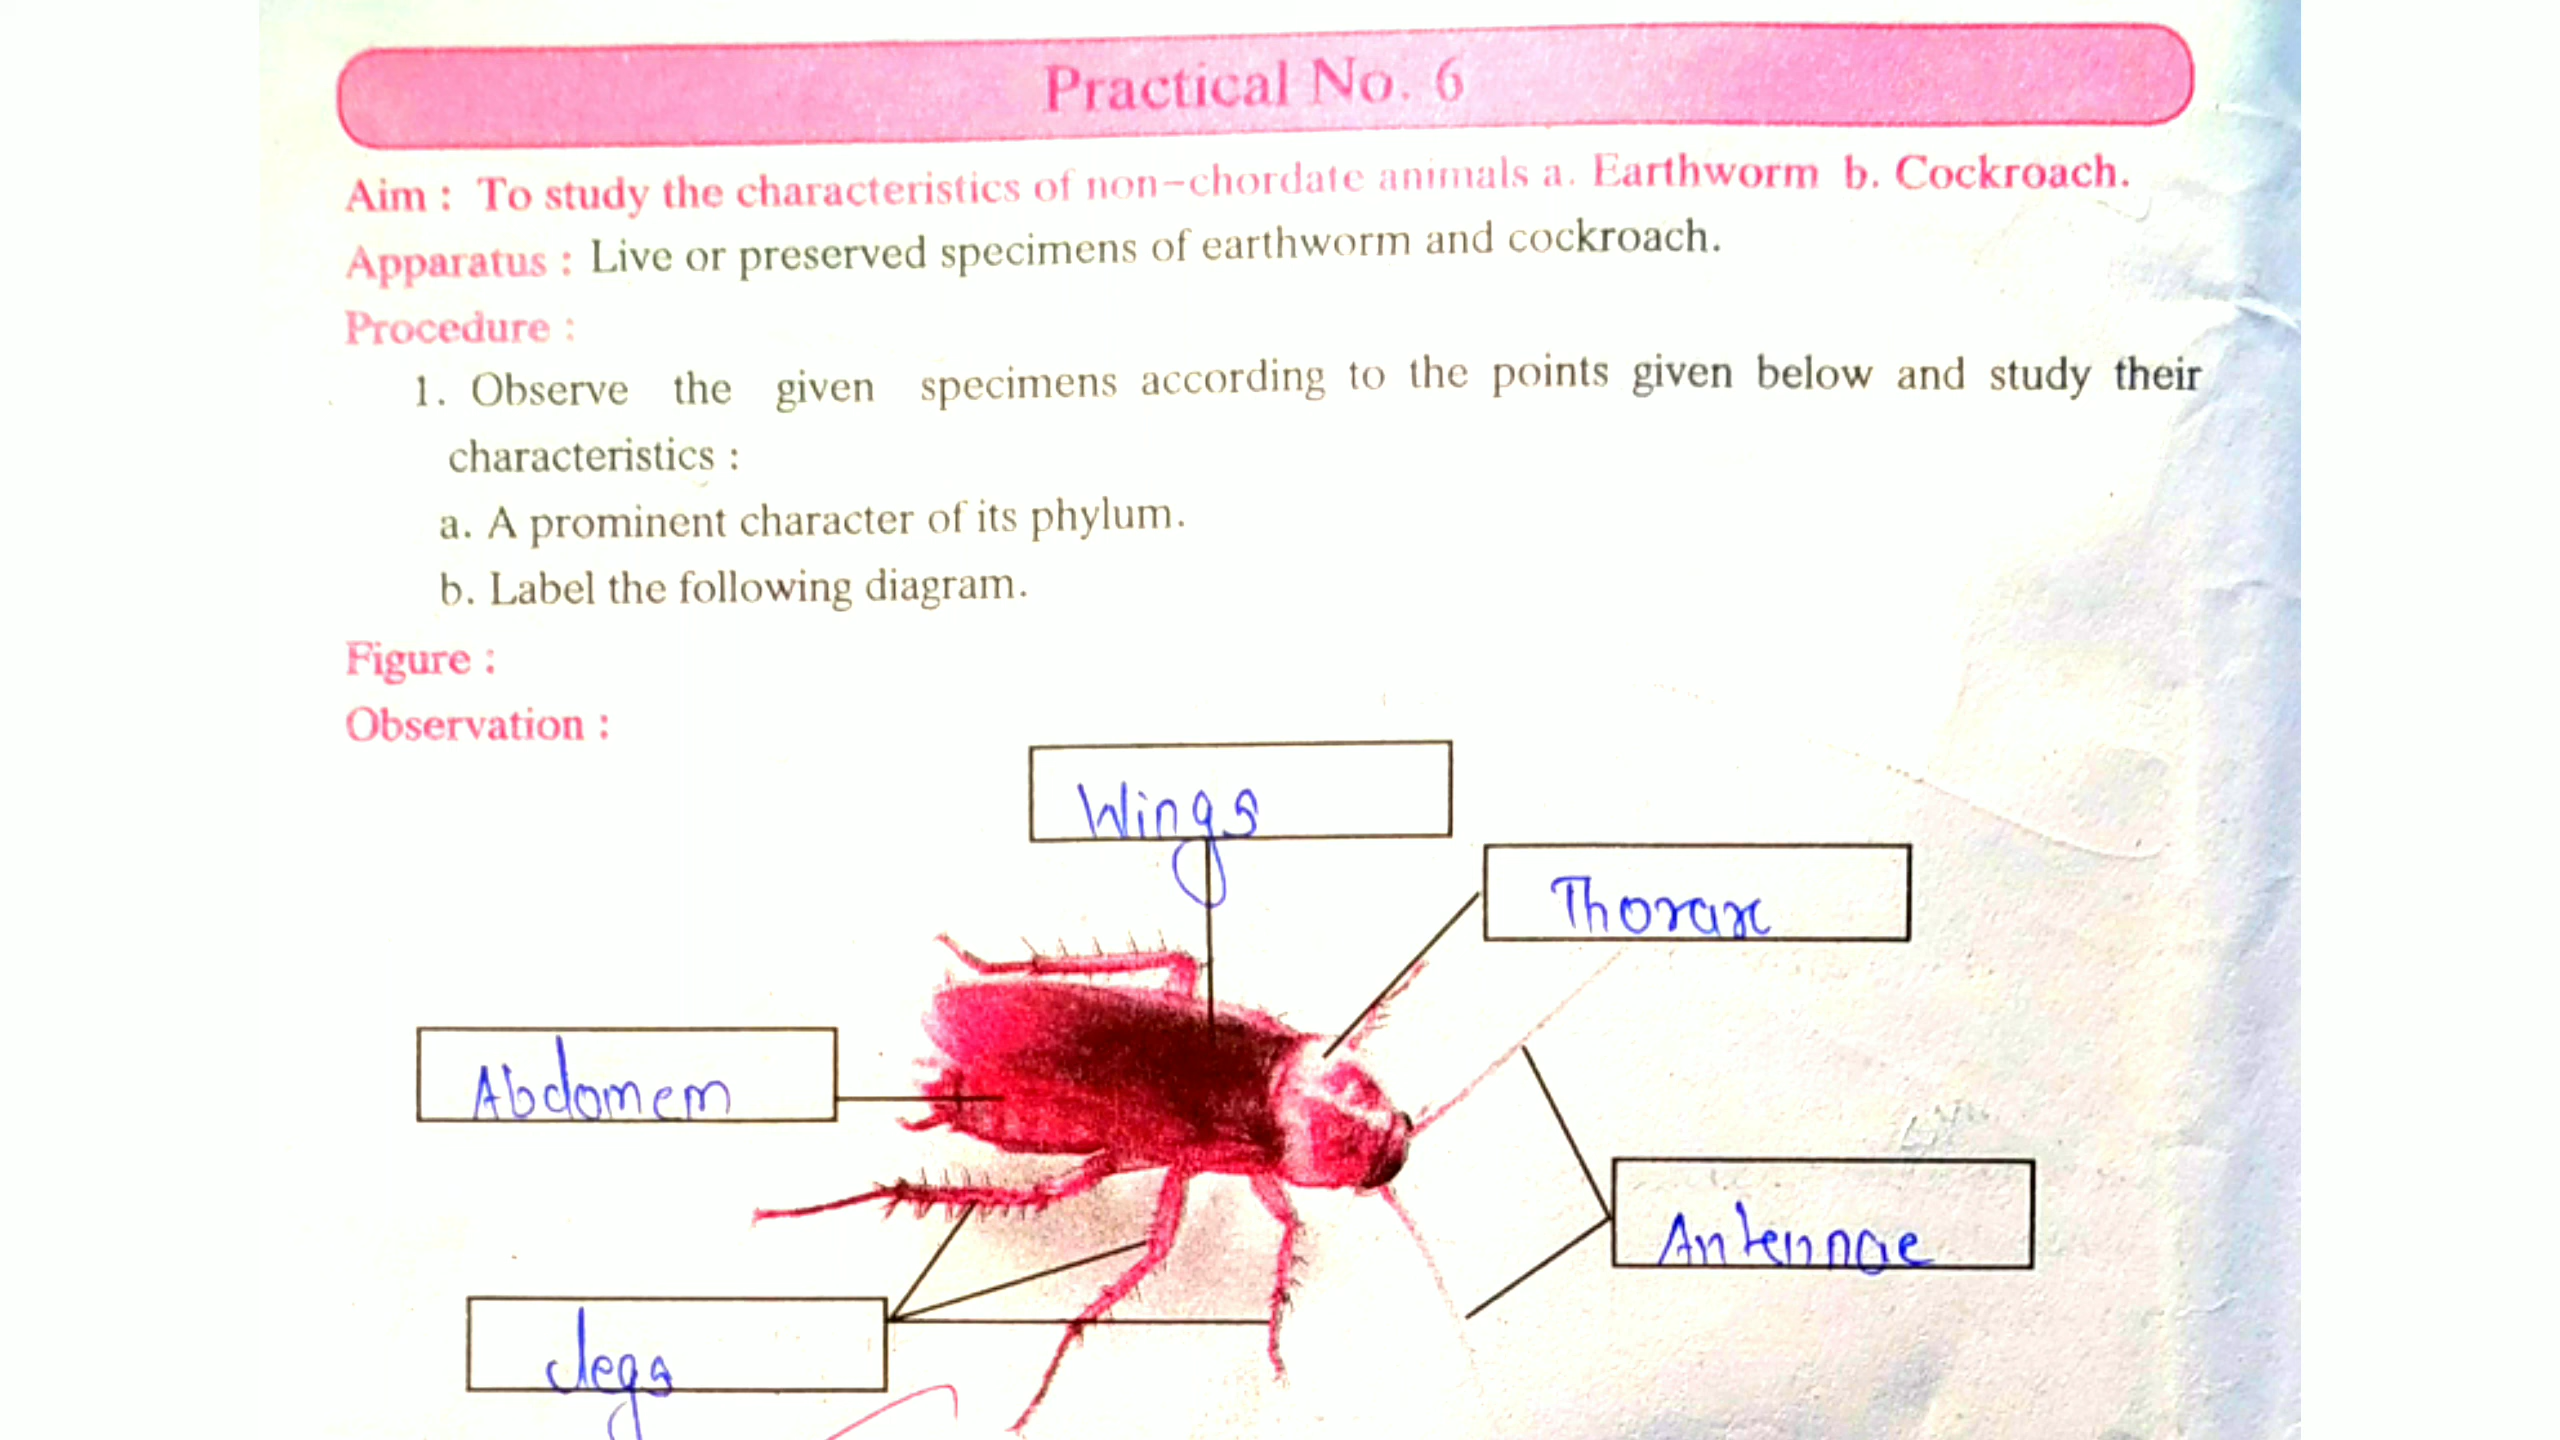 Practical No. 6
Aim : To study the characteristics of non-chordate animals a. Earthworm b. Cockroach.
Apparatus : Live or preserved specimens of earthworm and cockroach.
Procedure :
1. Observe the given specimens according to the points given below and study their
characteristics :
a. A prominent character of its phylum.
b. Label the following diagram.
Figure :
Observation :
Wings
Thorax
Abdomem
Antennae
legs